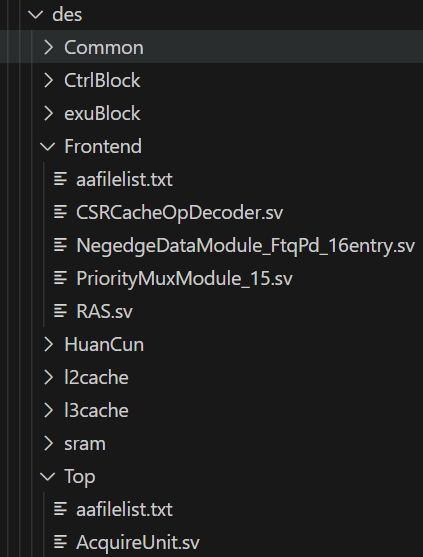 des
Common
CtrlBlock
exuBlock
Frontend
aafilelist.txt
CSRCacheOpDecoder.sv
NegedgeDataModule_FtqPd_16entry.sv
PriorityMuxModule_15.sv
RAS.sv
HuanCun
l2cache
l3cache
sram
Top
aafilelist.txt
AcquireUnit.sv